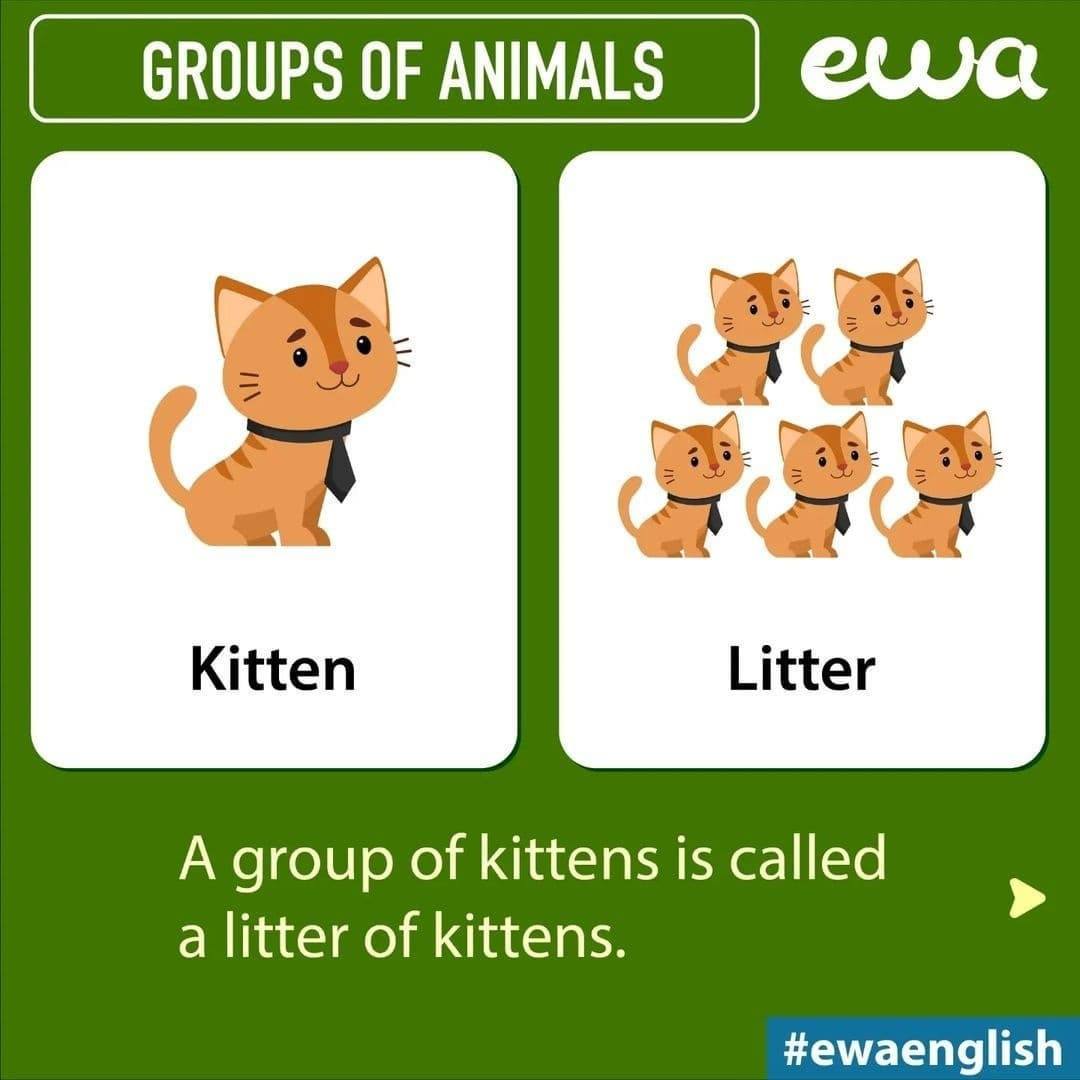 GROUPS OF ANIMALS
ewa
Kitten
Litter
A group of kittens is called
a litter of kittens.
#ewaenglish